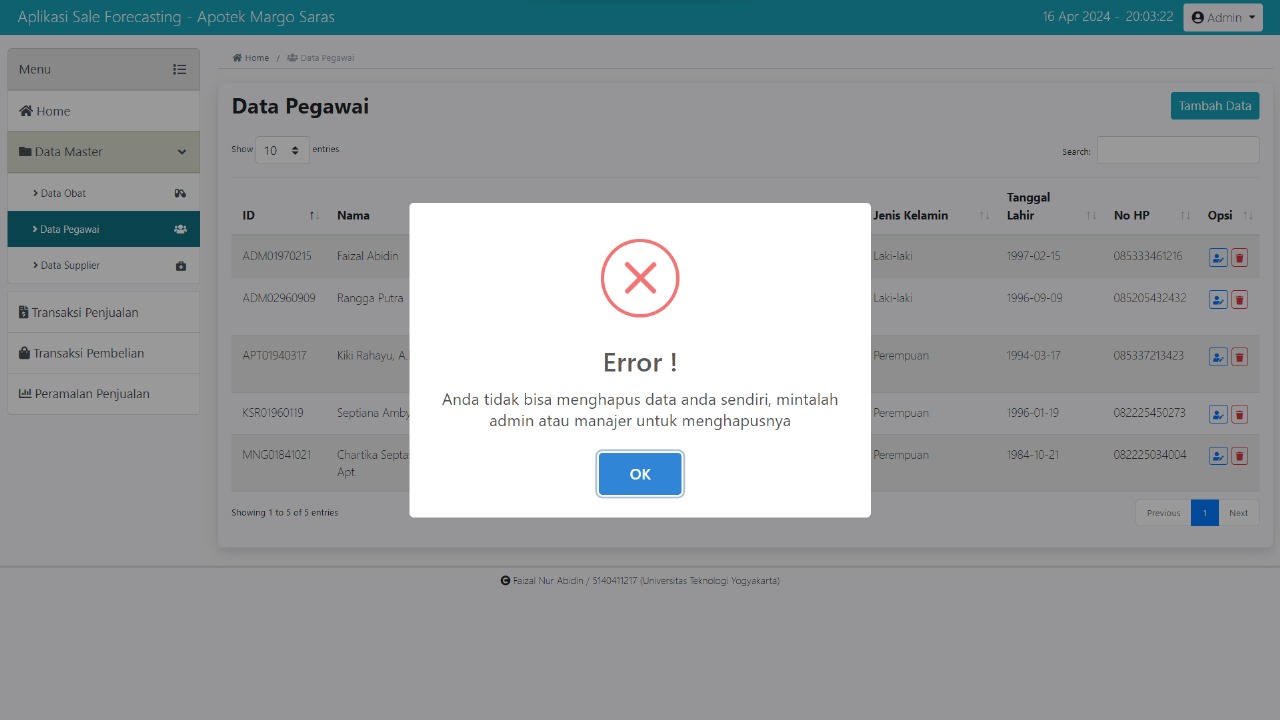 Aplikasi Sale Forecasting - Apotek Margo Saras
16 Apr 2024 - 20:03:22
Admin
Menu
Home
Data Master
Data Obat
Data Pegawai
Data Supplier
Transaksi Penjualan
Transaksi Pembelian
Peramalan Penjualan
Home / Data Pegawai
Data Pegawai
Tambah Data
Show 10 entries
Search:
ID Nama Jenis Kelamin Tanggal Lahir No HP Opsi
ADM01970215 Faizal Abidin Laki-laki 1997-02-15 085333461216
ADM02960909 Rangga Putra Laki-laki 1996-09-09 085205432432
APT01940317 Kiki Rahayu, A. Perempuan 1994-03-17 085337213423
KSR01960119 Septiana Amby Perempuan 1996-01-19 082225450273
MNG01841021 Chartika Septa Perempuan 1984-10-21 082225034004
Apt.
Showing 1 to 5 of 5 entries
Previous 1 Next
Error !
Anda tidak bisa menghapus data anda sendiri, mintalah
admin atau manajer untuk menghapusnya
OK
Faizal Nur Abidin / 5140411217 (Universitas Teknologi Yogyakarta)